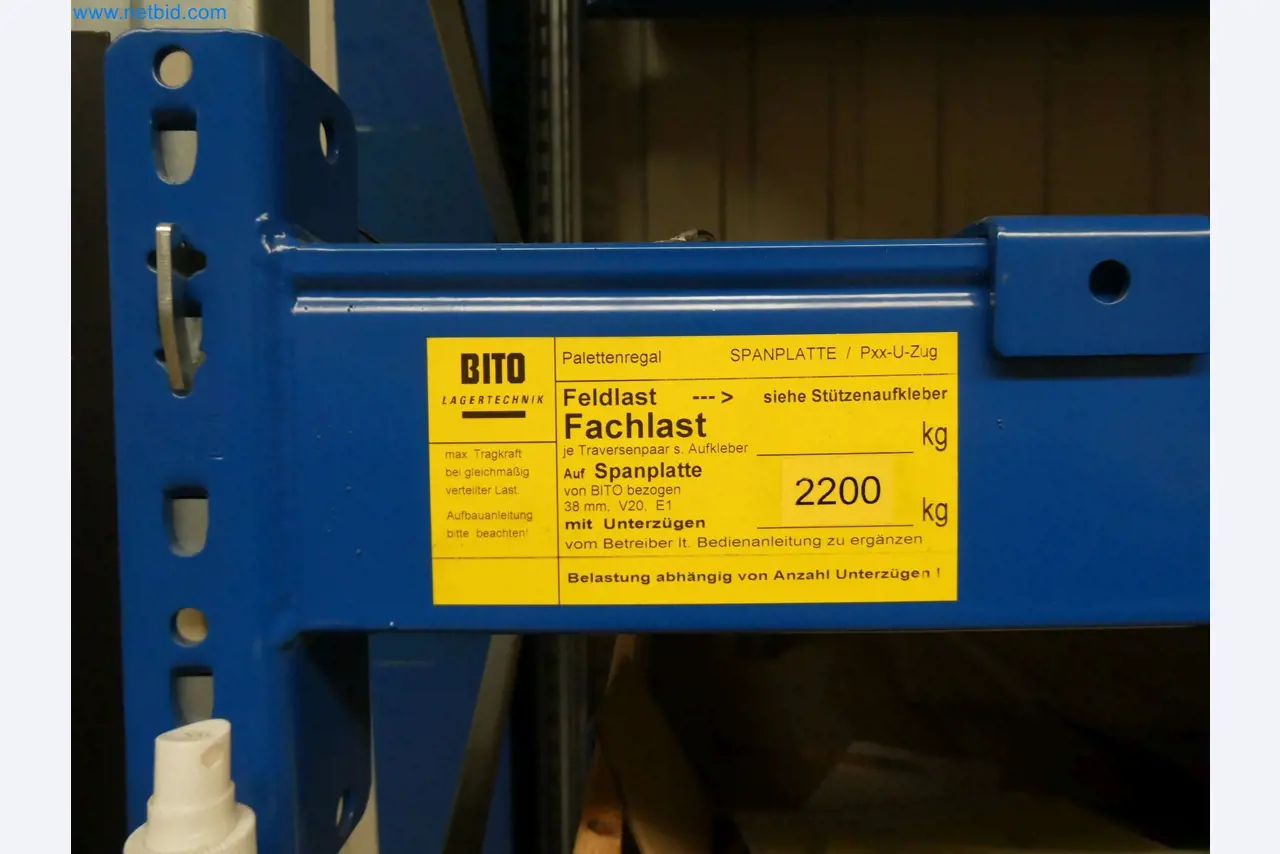 www.netbid.com
BITO
LAGERTECHNIK
max. Tragkraft
bei gleichmäßig
verteilter Last.
Aufbauanleitung
bitte beachten!
Palettenregal SPANPLATTE / Pxx-U-Zug
Feldlast ---> siehe Stützenaufkleber
Fachlast
je Traversenpaar s. Aufkleber kg
Auf Spanplatte
von BITO bezogen
38 mm, V20, E1 2200
mit Unterzügen kg
vom Betreiber lt. Bedienanleitung zu ergänzen
Belastung abhängig von Anzahl Unterzügen !